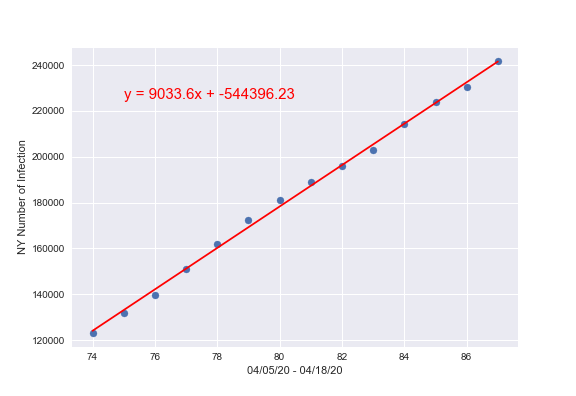 y = 9033.6x + -544396.23
NY Number of Infection
240000
220000
200000
180000
160000
140000
120000
74 76 78 80 82 84 86
04/05/20 - 04/18/20